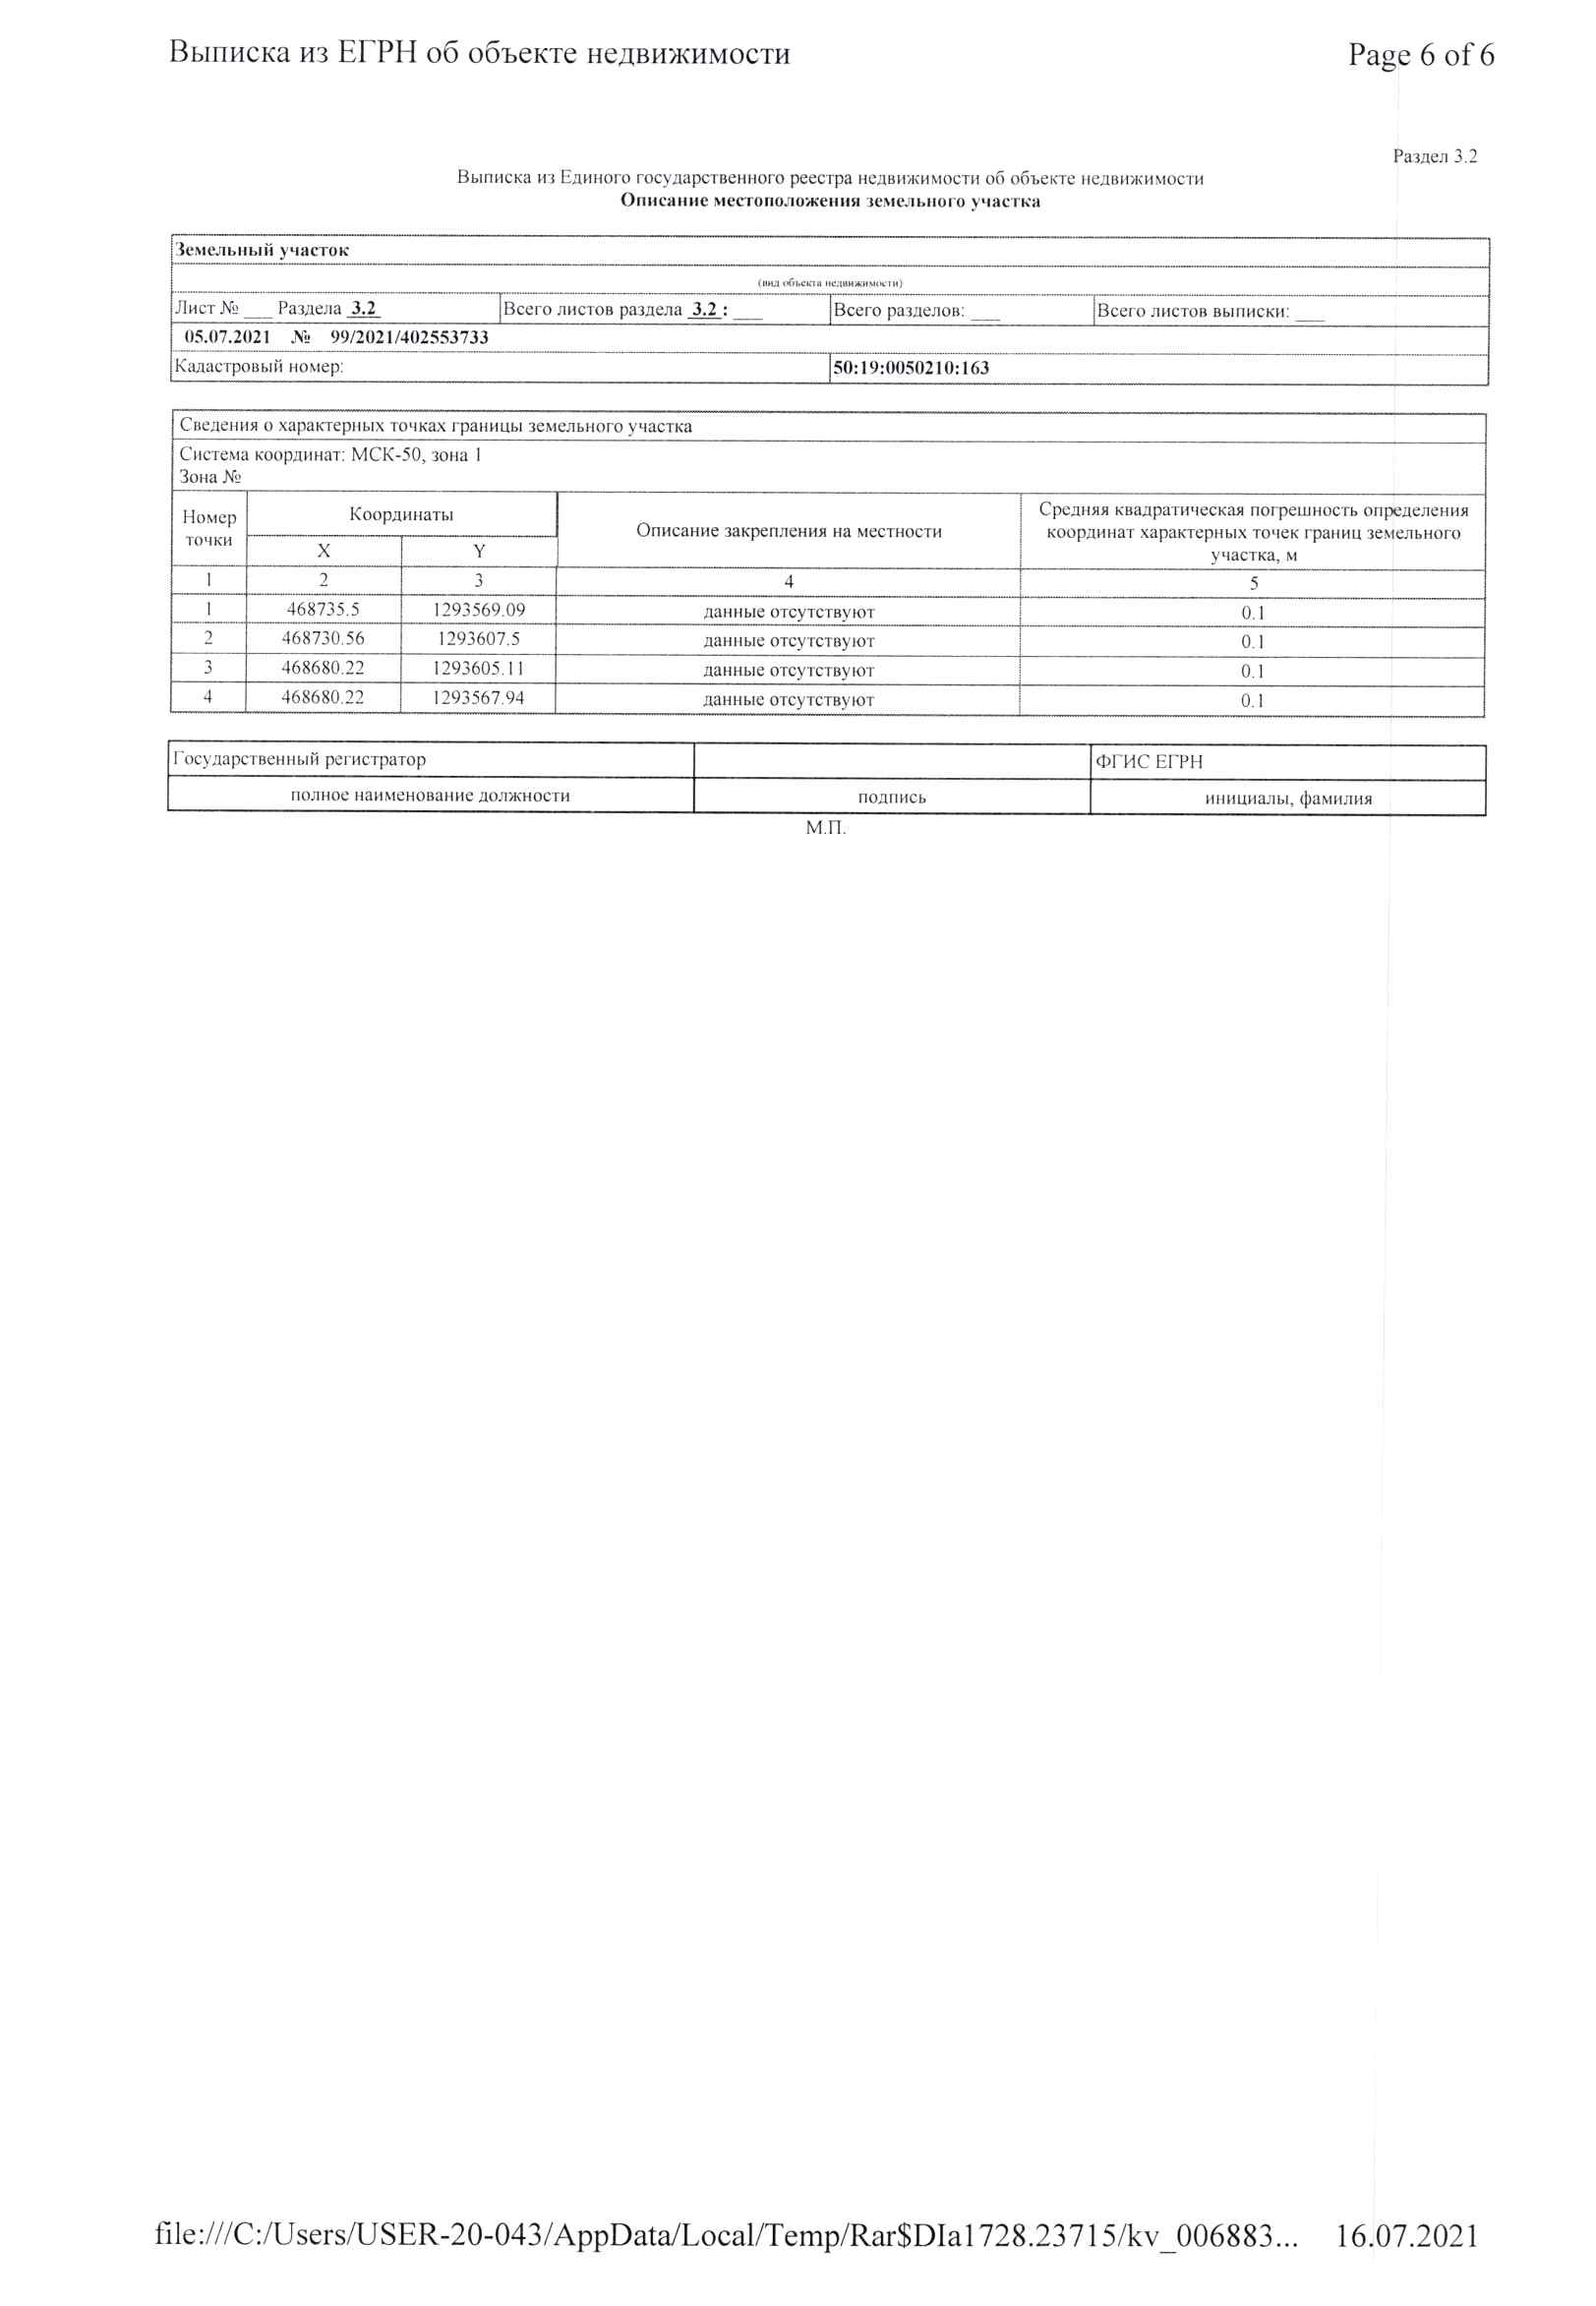 Выписка из ЕГРН об объекте недвижимости Page 6 of 6
Раздел 3.2
Выписка из Единого государственного реестра недвижимости об объекте недвижимости
Описание местоположения земельного участка
Земельный участок
(вид объекта недвижимости)
Лист № ___ Раздела 3.2 Всего листов раздела 3.2 : ___ Всего разделов: ___ Всего листов выписки: ___
05.07.2021 № 99/2021/402553733
Кадастровый номер: 50:19:0050210:163
Сведения о характерных точках границы земельного участка
Система координат: МСК-50, зона 1
Зона №
Номер точки Координаты Описание закрепления на местности Средняя квадратическая погрешность определения координат характерных точек границ земельного участка, м
X Y
1 2 3 4 5
1 468735.5 1293569.09 данные отсутствуют 0.1
2 468730.56 1293607.5 данные отсутствуют 0.1
3 468680.22 1293605.11 данные отсутствуют 0.1
4 468680.22 1293567.94 данные отсутствуют 0.1
Государственный регистратор ФГИС ЕГРН
полное наименование должности подпись инициалы, фамилия
М.П.
file:///C:/Users/USER-20-043/AppData/Local/Temp/Rar$DIa1728.23715/kv_006883... 16.07.2021